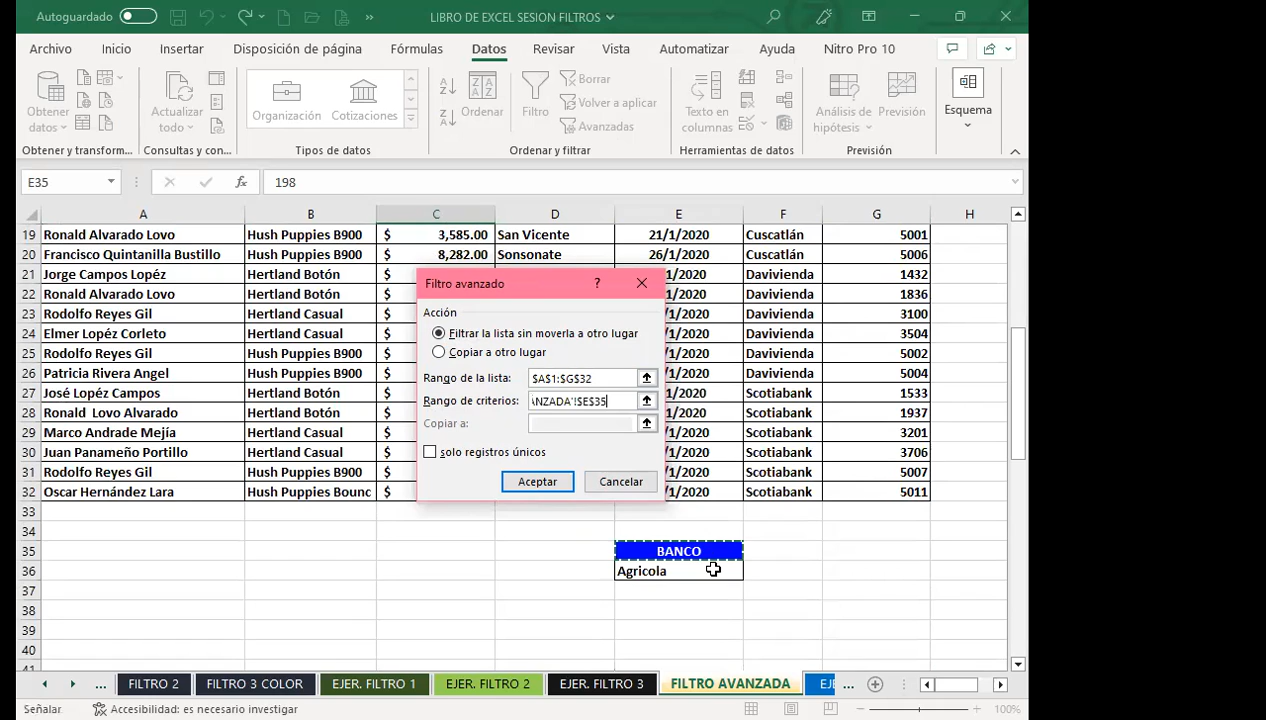 Autoguardado LIBRO DE EXCEL SESION FILTROS
Archivo Inicio Insertar Disposición de página Fórmulas Datos Revisar Vista Automatizar Ayuda Nitro Pro 10
Obtener datos
Actualizar todo
Organización Cotizaciones
Ordenar
Filtro
Borrar
Volver a aplicar
Avanzadas
Texto en columnas
Análisis de hipótesis
Previsión
Esquema
Obtener y transform... Consultas y con... Tipos de datos Ordenar y filtrar Herramientas de datos Previsión
E35 fx 198
A B C D E F G H
19 Ronald Alvarado Lovo Hush Puppies B900 $ 3,585.00 San Vicente 21/1/2020 Cuscatlán 5001
20 Francisco Quintanilla Bustillo Hush Puppies B900 $ 8,282.00 Sonsonate 26/1/2020 Cuscatlán 5006
21 Jorge Campos Lopéz Hertland Botón $ 1/2020 Davivienda 1432
22 Ronald Alvarado Lovo Hertland Botón $ 1/2020 Davivienda 1836
23 Rodolfo Reyes Gil Hertland Casual $ 1/2020 Davivienda 3100
24 Elmer Lopéz Corleto Hertland Casual $ /1/2020 Davivienda 3504
25 Rodolfo Reyes Gil Hush Puppies B900 $ /1/2020 Davivienda 5002
26 Patricia Rivera Angel Hush Puppies B900 $ /1/2020 Davivienda 5004
27 José Lopéz Campos Hertland Botón $ /1/2020 Scotiabank 1533
28 Ronald Lovo Alvarado Hertland Botón $ /1/2020 Scotiabank 1937
29 Marco Andrade Mejía Hertland Casual $ /1/2020 Scotiabank 3201
30 Juan Panameño Portillo Hertland Casual $ /1/2020 Scotiabank 3706
31 Rodolfo Reyes Gil Hush Puppies B900 $ /1/2020 Scotiabank 5007
32 Oscar Hernández Lara Hush Puppies Bounc $ /1/2020 Scotiabank 5011
33
34
35 BANCO
36 Agricola
37
38
39
40
Filtro avanzado ?
Acción
Filtrar la lista sin moverla a otro lugar
Copiar a otro lugar
Rango de la lista: $A$1:$G$32
Rango de criterios: ANZADA'!$E$35
Copiar a:
solo registros únicos
Aceptar Cancelar
... FILTRO 2 FILTRO 3 COLOR EJER. FILTRO 1 EJER. FILTRO 2 EJER. FILTRO 3 FILTRO AVANZADA EJE ...
Señalar Accesibilidad: es necesario investigar 100%